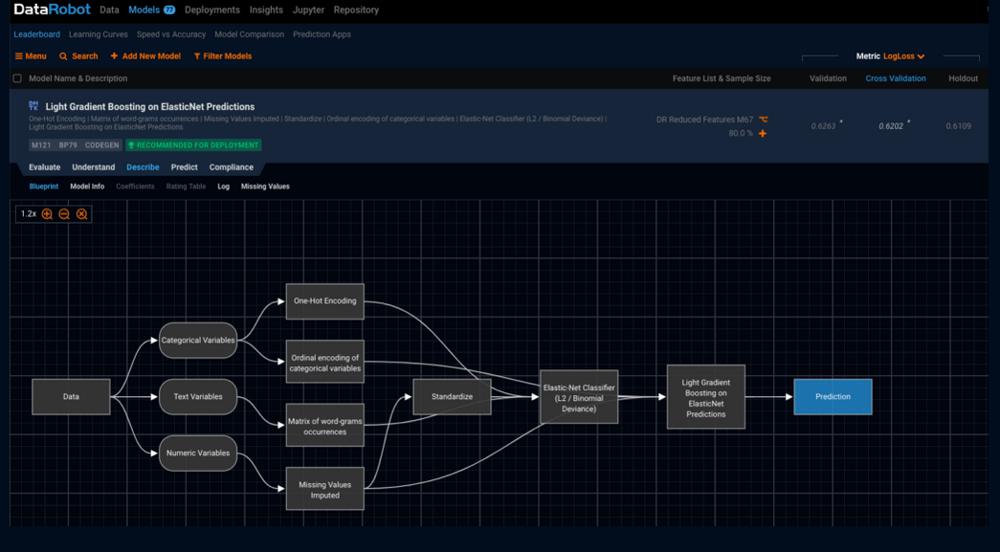 DataRobot Data Models 77 Deployments Insights Jupyter Repository
Leaderboard Learning Curves Speed vs Accuracy Model Comparison Prediction Apps
Menu Search + Add New Model Filter Models Metric LogLoss
Model Name & Description Feature List & Sample Size Validation Cross Validation Holdout
Light Gradient Boosting on ElasticNet Predictions
One-Hot Encoding | Matrix of word-grams occurrences | Missing Values Imputed | Standardize | Ordinal encoding of categorical variables | Elastic-Net Classifier (L2 / Binomial Deviance) |
Light Gradient Boosting on ElasticNet Predictions
DR Reduced Features M67
80.0 % +
0.6263 * 0.6202 * 0.6109
M121 BP79 CODEGEN RECOMMENDED FOR DEPLOYMENT
Evaluate Understand Describe Predict Compliance
Blueprint Model Info Coefficients Rating Table Log Missing Values
1.2x
Data
Categorical Variables
Text Variables
Numeric Variables
One-Hot Encoding
Ordinal encoding of
categorical variables
Matrix of word-grams
occurrences
Missing Values
Imputed
Standardize
Elastic-Net Classifier
(L2 / Binomial
Deviance)
Light Gradient
Boosting on
ElasticNet
Predictions
Prediction